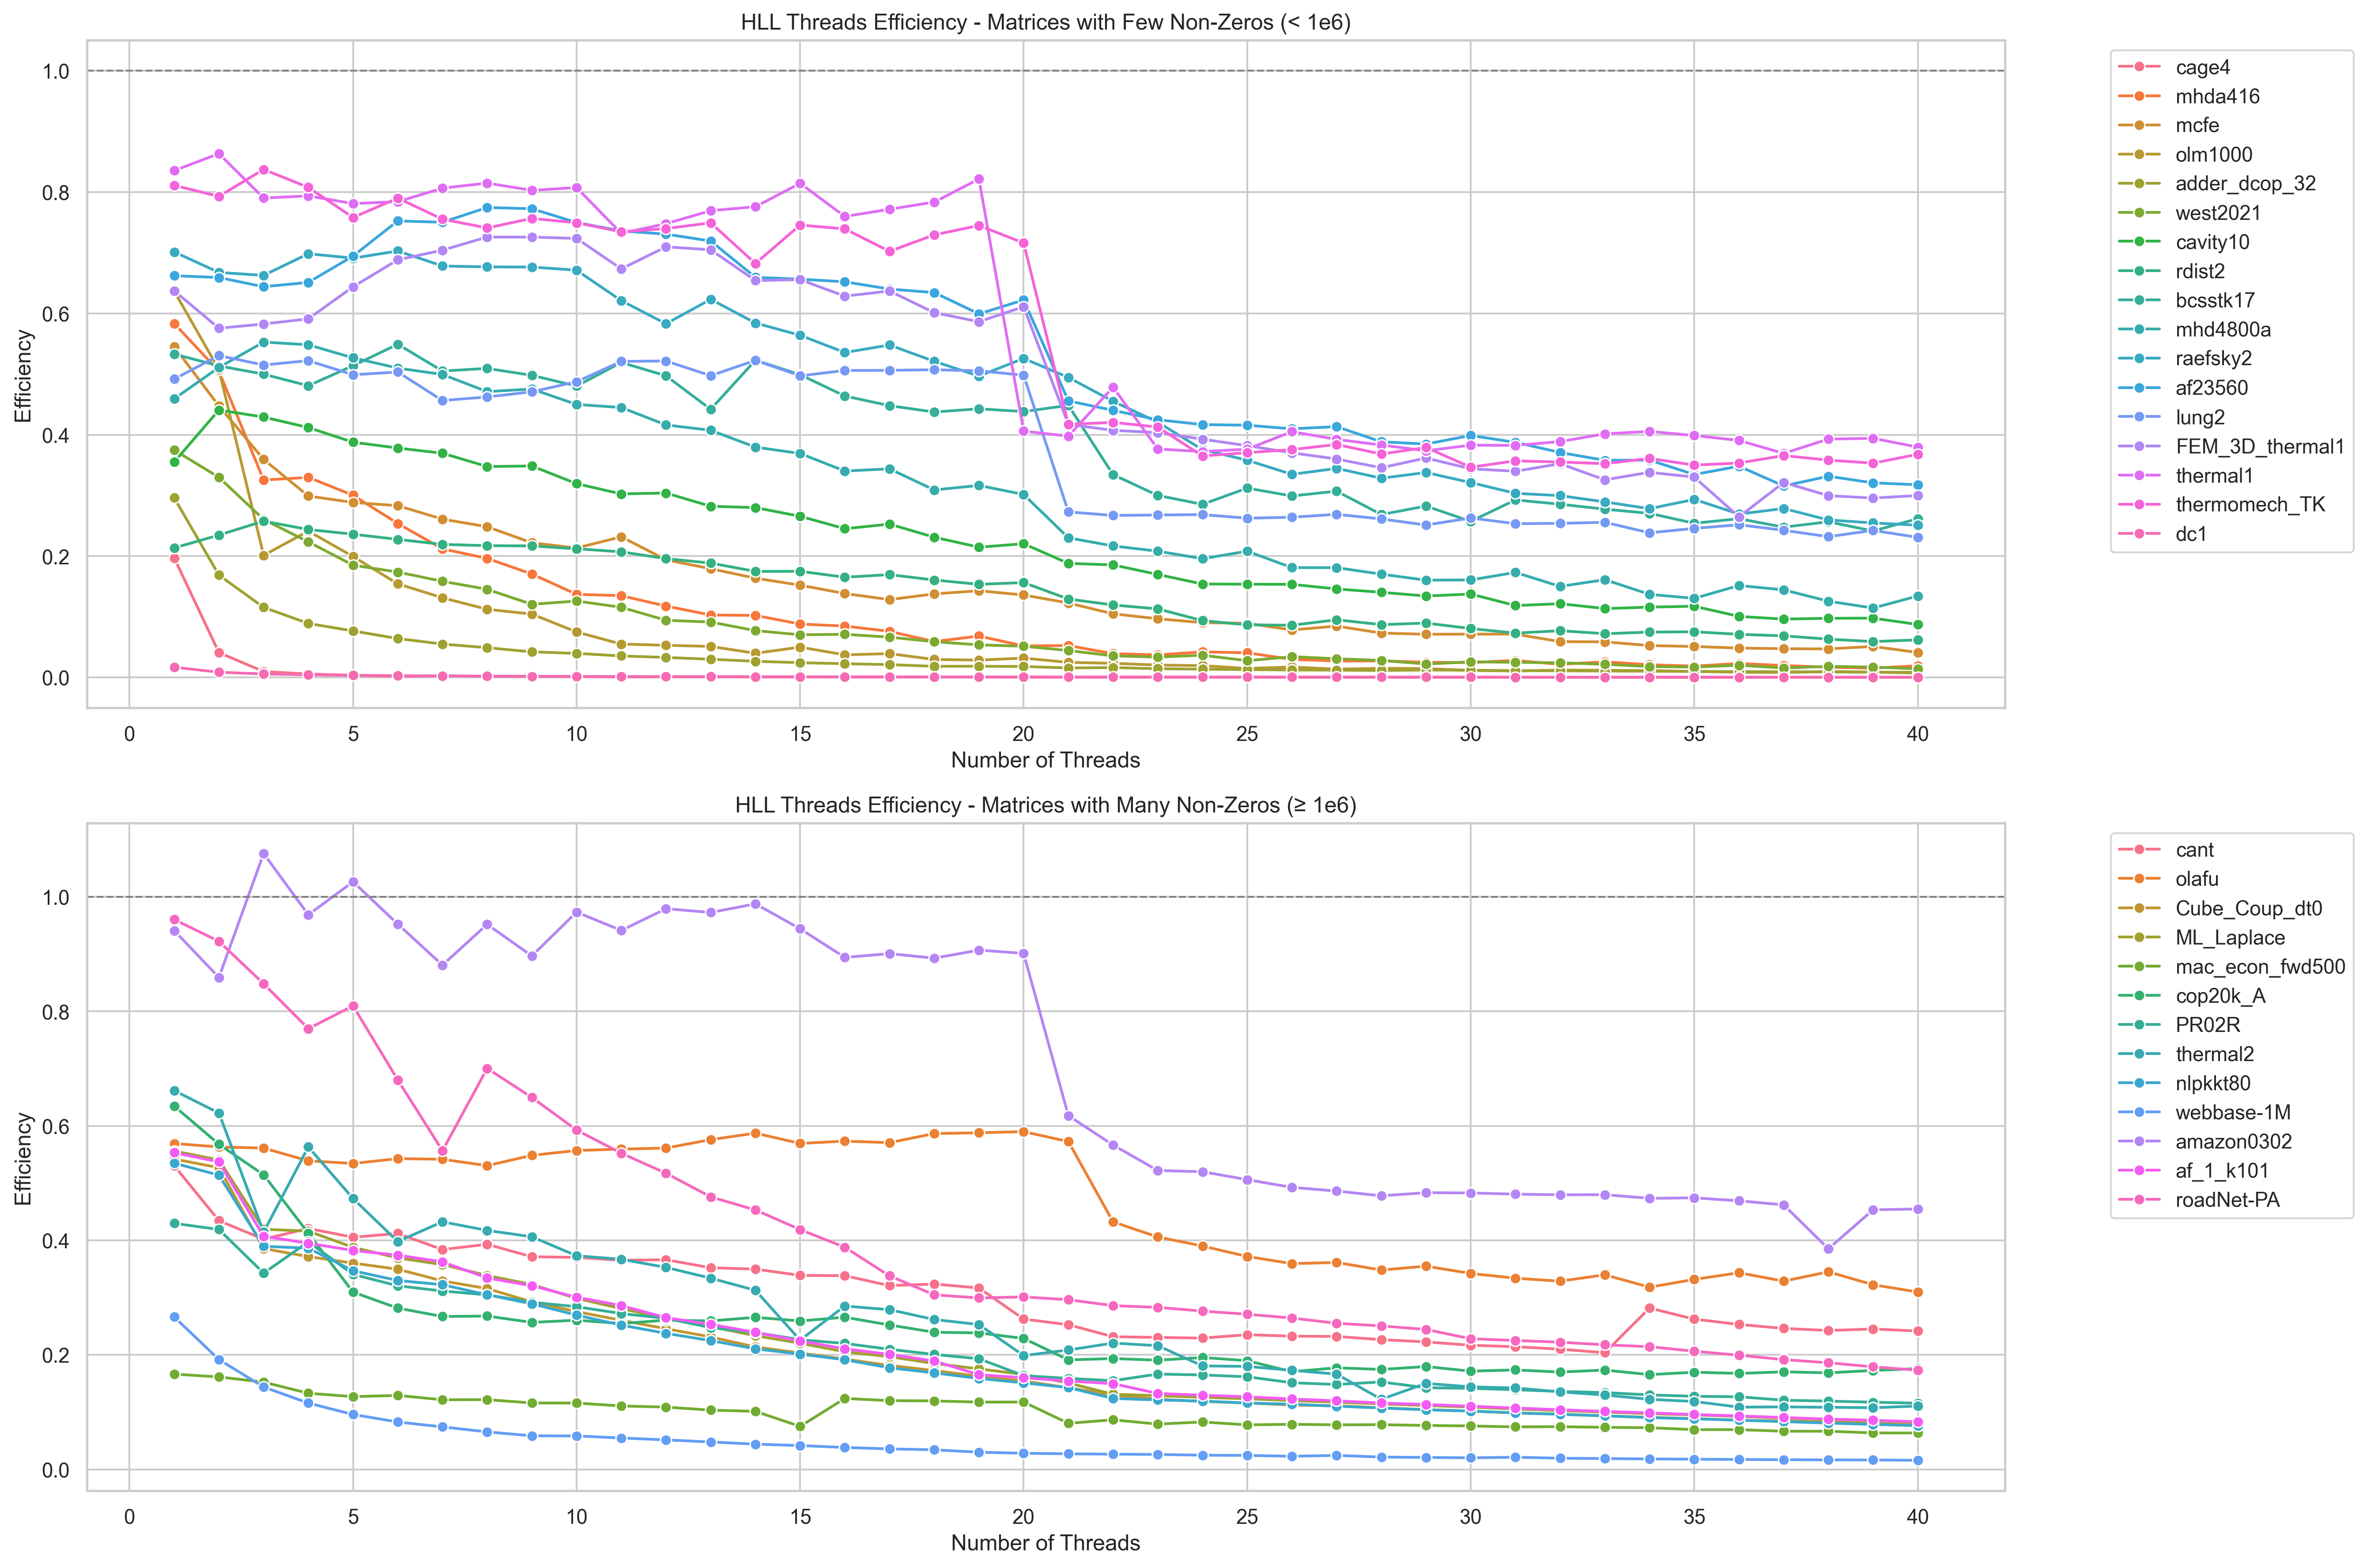 HLL Threads Efficiency - Matrices with Few Non-Zeros (< 1e6)
1.0
0.8
0.6
0.4
0.2
0.0
Efficiency
0 5 10 15 20 25 30 35 40
Number of Threads
cage4
mhda416
mcfe
olm1000
adder_dcop_32
west2021
cavity10
rdist2
bcsstk17
mhd4800a
raefsky2
af23560
lung2
FEM_3D_thermal1
thermal1
thermomech_TK
dc1
HLL Threads Efficiency - Matrices with Many Non-Zeros (≥ 1e6)
1.0
0.8
0.6
0.4
0.2
0.0
Efficiency
0 5 10 15 20 25 30 35 40
Number of Threads
cant
olafu
Cube_Coup_dt0
ML_Laplace
mac_econ_fwd500
cop20k_A
PR02R
thermal2
nlpkkt80
webbase-1M
amazon0302
af_1_k101
roadNet-PA